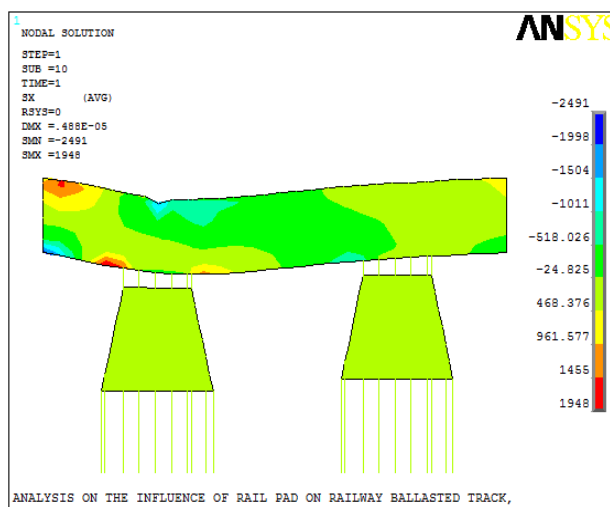 1
NODAL SOLUTION
ANSYS
STEP=1
SUB =10
TIME=1
SX (AVG)
RSYS=0
DMX =.488E-05
SMN =-2491
SMX =1948
-2491
-1998
-1504
-1011
-518.026
-24.825
468.376
961.577
1455
1948
ANALYSIS ON THE INFLUENCE OF RAIL PAD ON RAILWAY BALLASTED TRACK,